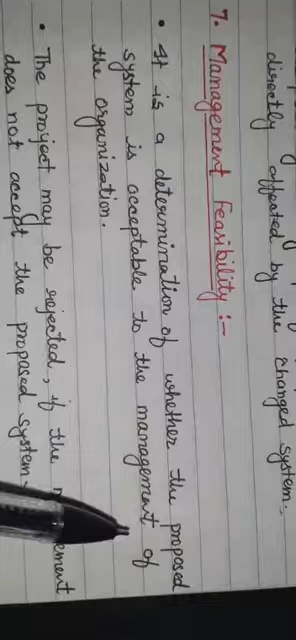 directly affected by the changed system.
7. Management Feasibility :-
• It is a determination of whether the proposed
system is acceptable to the management of
the organization.
• The project may be rejected, if the
does not accept the proposed system.